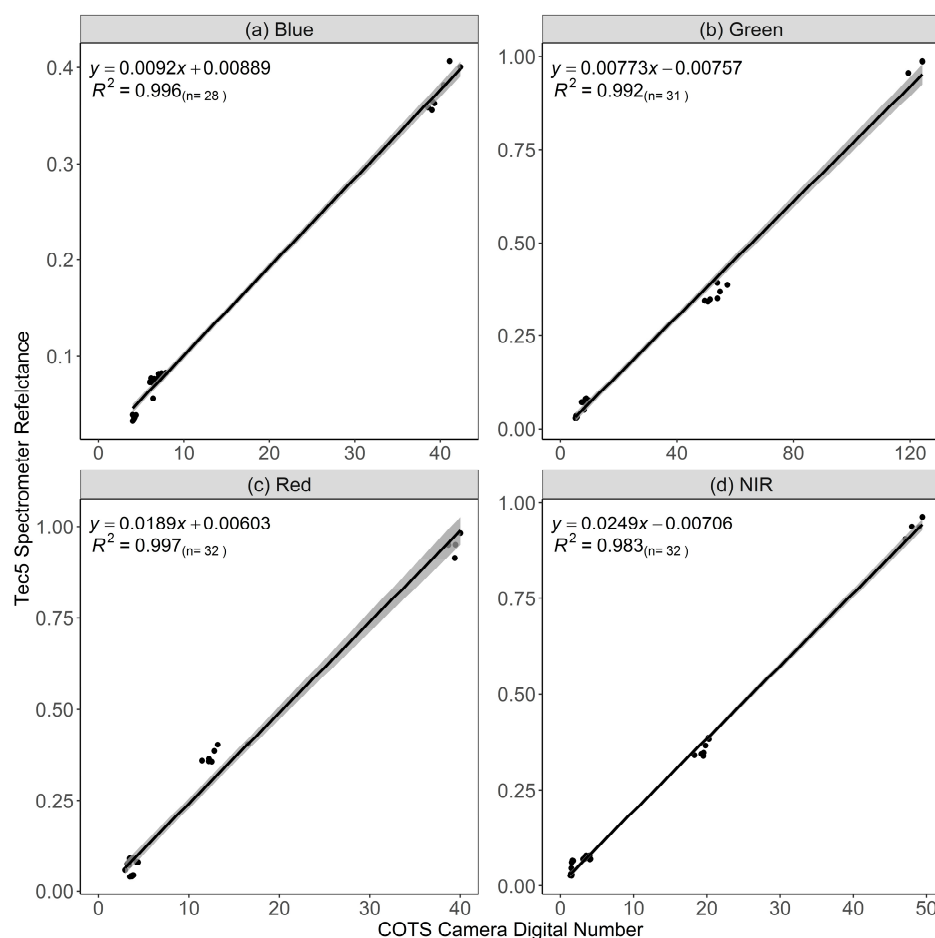 (a) Blue
(b) Green
y = 0.0092x + 0.00889
R² = 0.996 (n= 28 )
y = 0.00773x − 0.00757
R² = 0.992 (n= 31 )
0.4
0.3
0.2
0.1
1.00
0.75
0.50
0.25
0.00
0 10 20 30 40
0 40 80 120
(c) Red
(d) NIR
y = 0.0189x + 0.00603
R² = 0.997 (n= 32 )
y = 0.0249x − 0.00706
R² = 0.983 (n= 32 )
1.00
0.75
0.50
0.25
0.00
1.00
0.75
0.50
0.25
0.00
0 10 20 30 40
0 10 20 30 40 50
Tec5 Spectrometer Refelctance
COTS Camera Digital Number